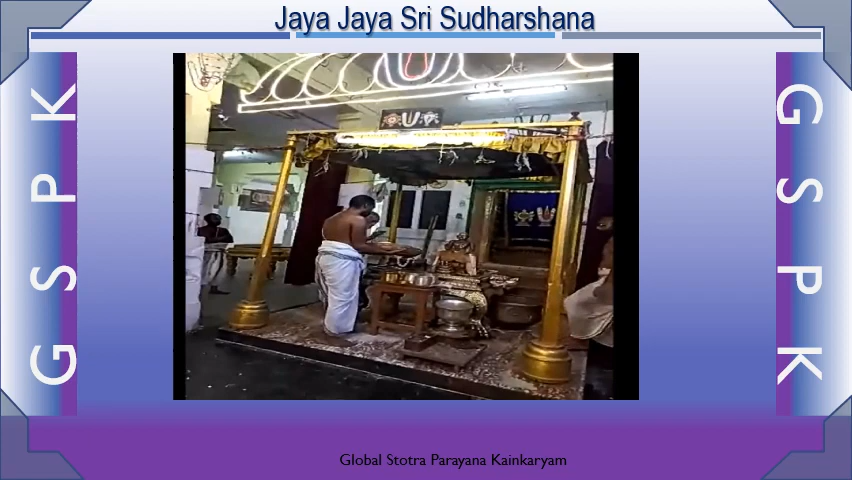 Jaya Jaya Sri Sudharshana
G S P K
G S P K
Global Stotra Parayana Kainkaryam